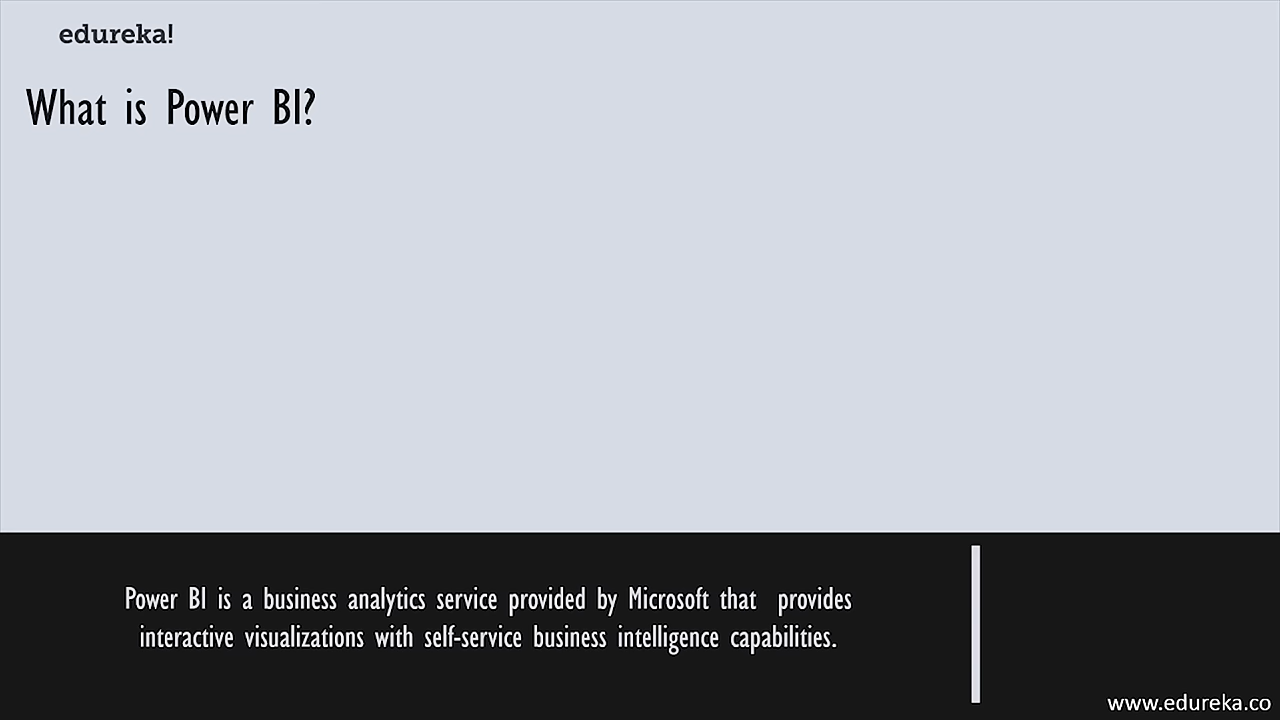 edureka!
What is Power BI?
Power BI is a business analytics service provided by Microsoft that provides
interactive visualizations with self-service business intelligence capabilities.
www.edureka.co